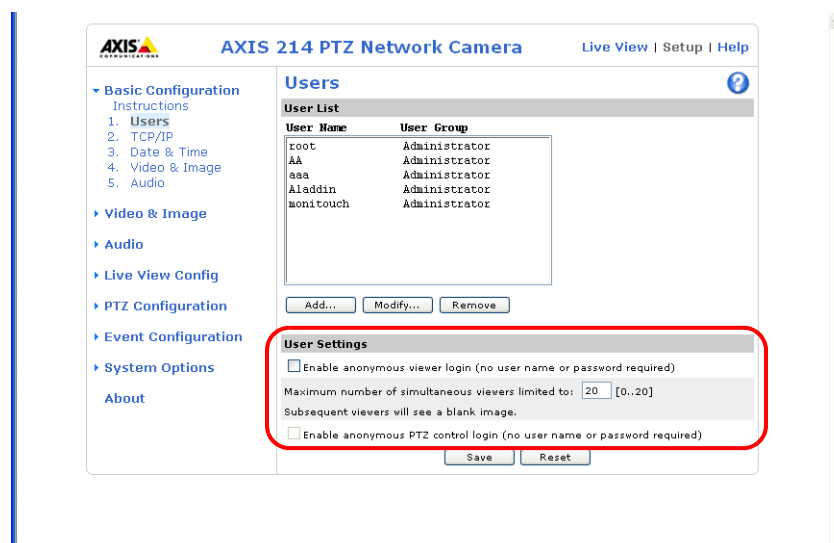 AXIS
COMMUNICATIONS
AXIS 214 PTZ Network Camera
Live View | Setup | Help
Basic Configuration
Instructions
1. Users
2. TCP/IP
3. Date & Time
4. Video & Image
5. Audio
Video & Image
Audio
Live View Config
PTZ Configuration
Event Configuration
System Options
About
Users
?
User List
User Name User Group
root Administrator
AA Administrator
aaa Administrator
Aladdin Administrator
monitouch Administrator
Add... Modify... Remove
User Settings
Enable anonymous viewer login (no user name or password required)
Maximum number of simultaneous viewers limited to: 20 [0..20]
Subsequent viewers will see a blank image.
Enable anonymous PTZ control login (no user name or password required)
Save Reset